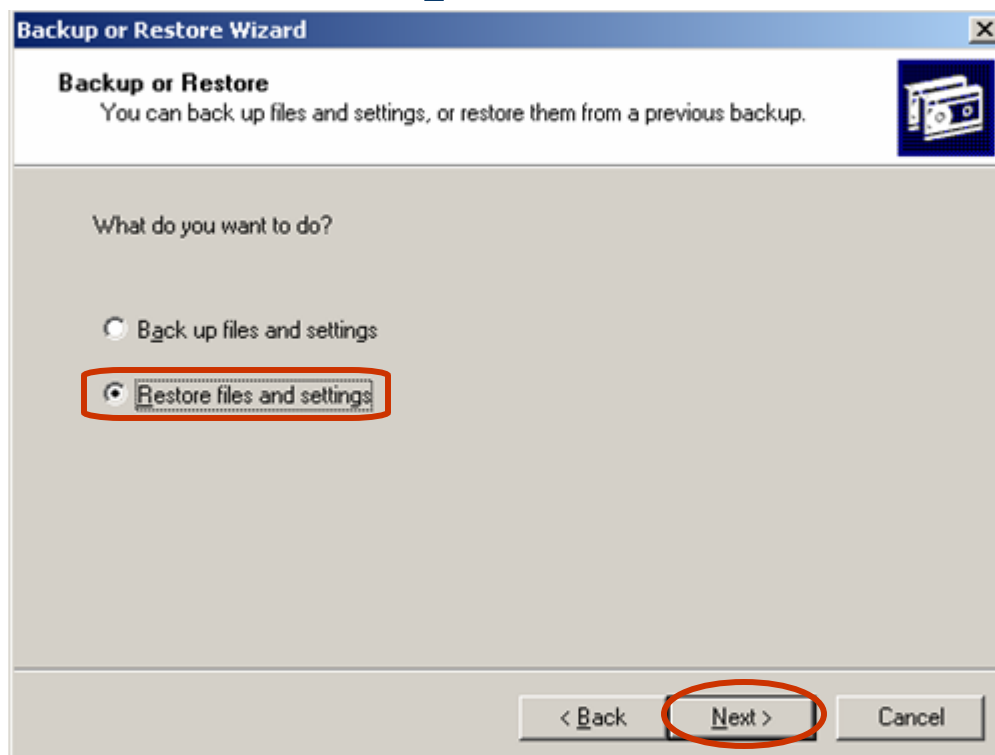 Backup or Restore Wizard
Backup or Restore
You can back up files and settings, or restore them from a previous backup.
What do you want to do?
Back up files and settings
Restore files and settings
< Back
Next >
Cancel